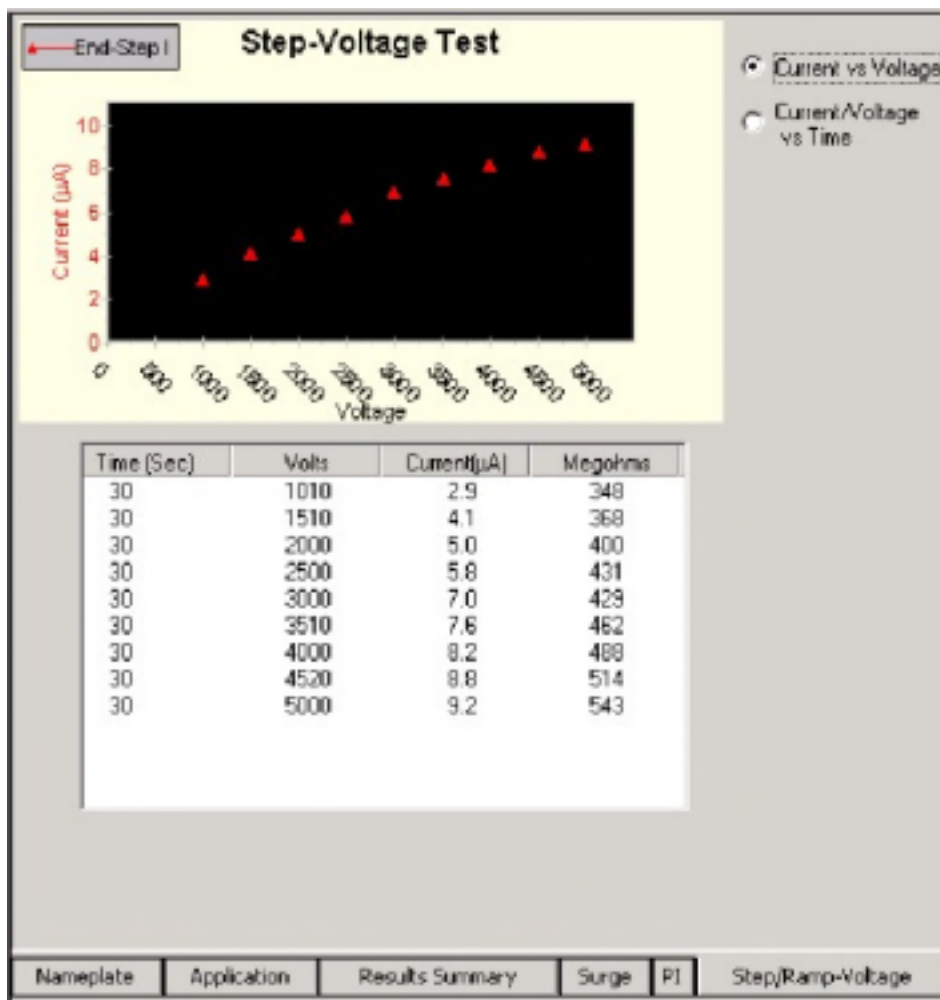 End-Step I
Step-Voltage Test
Current vs Voltage
Current/Voltage
vs Time
Current (µA)
10
8
6
4
2
0
0 500 1000 1500 2000 2500 3000 3500 4000 4500 5000
Voltage
Time (Sec) Volts Current(µA) Megohms
30 1010 2.9 348
30 1510 4.1 368
30 2000 5.0 400
30 2500 5.8 431
30 3000 7.0 429
30 3510 7.6 462
30 4000 8.2 488
30 4520 8.8 514
30 5000 9.2 543
Nameplate Application Results Summary Surge PI Step/Ramp-Voltage